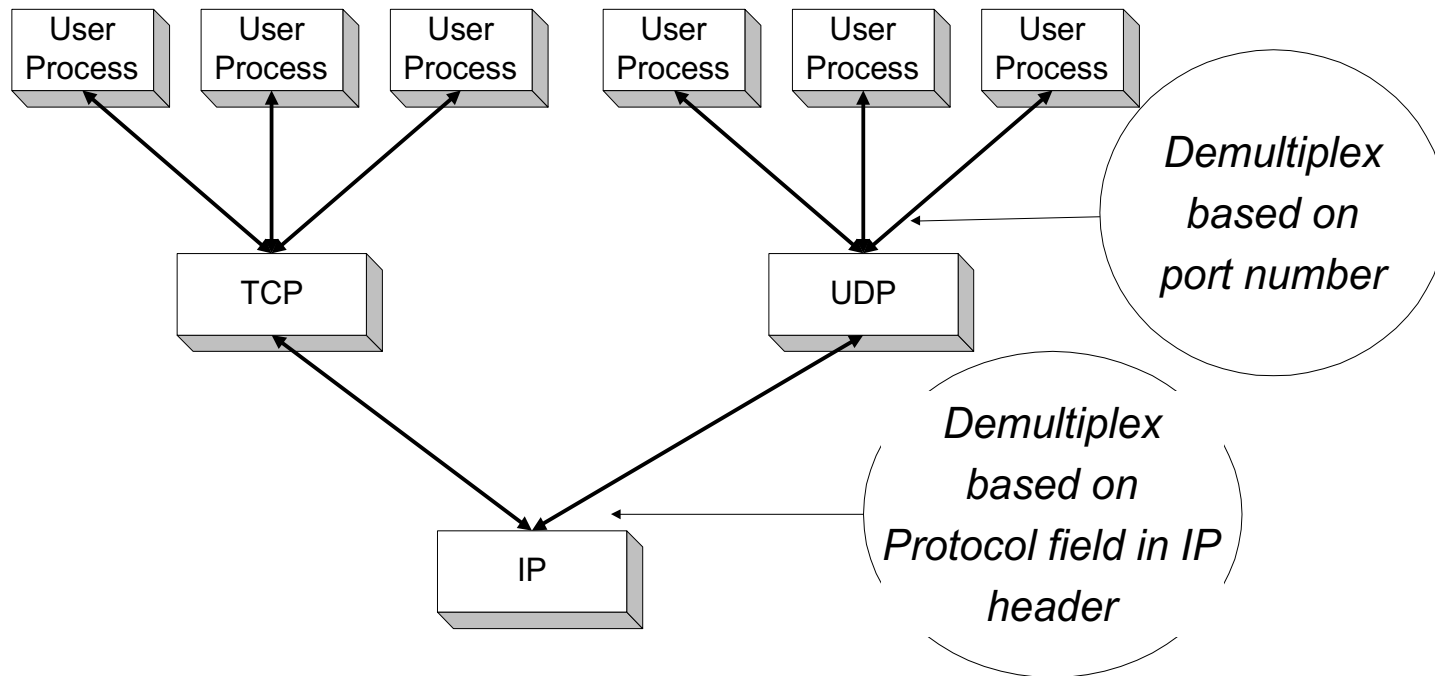 User
Process
User
Process
User
Process
User
Process
User
Process
User
Process
Demultiplex
based on
port number
TCP
UDP
Demultiplex
based on
Protocol field in IP
header
IP